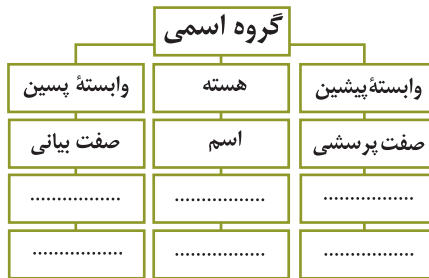 گروه اسمی
وابستهٔ پیشین هسته وابستهٔ پسین
صفت پرسشی اسم صفت بیانی
................. ................. .................
................. ................. .................